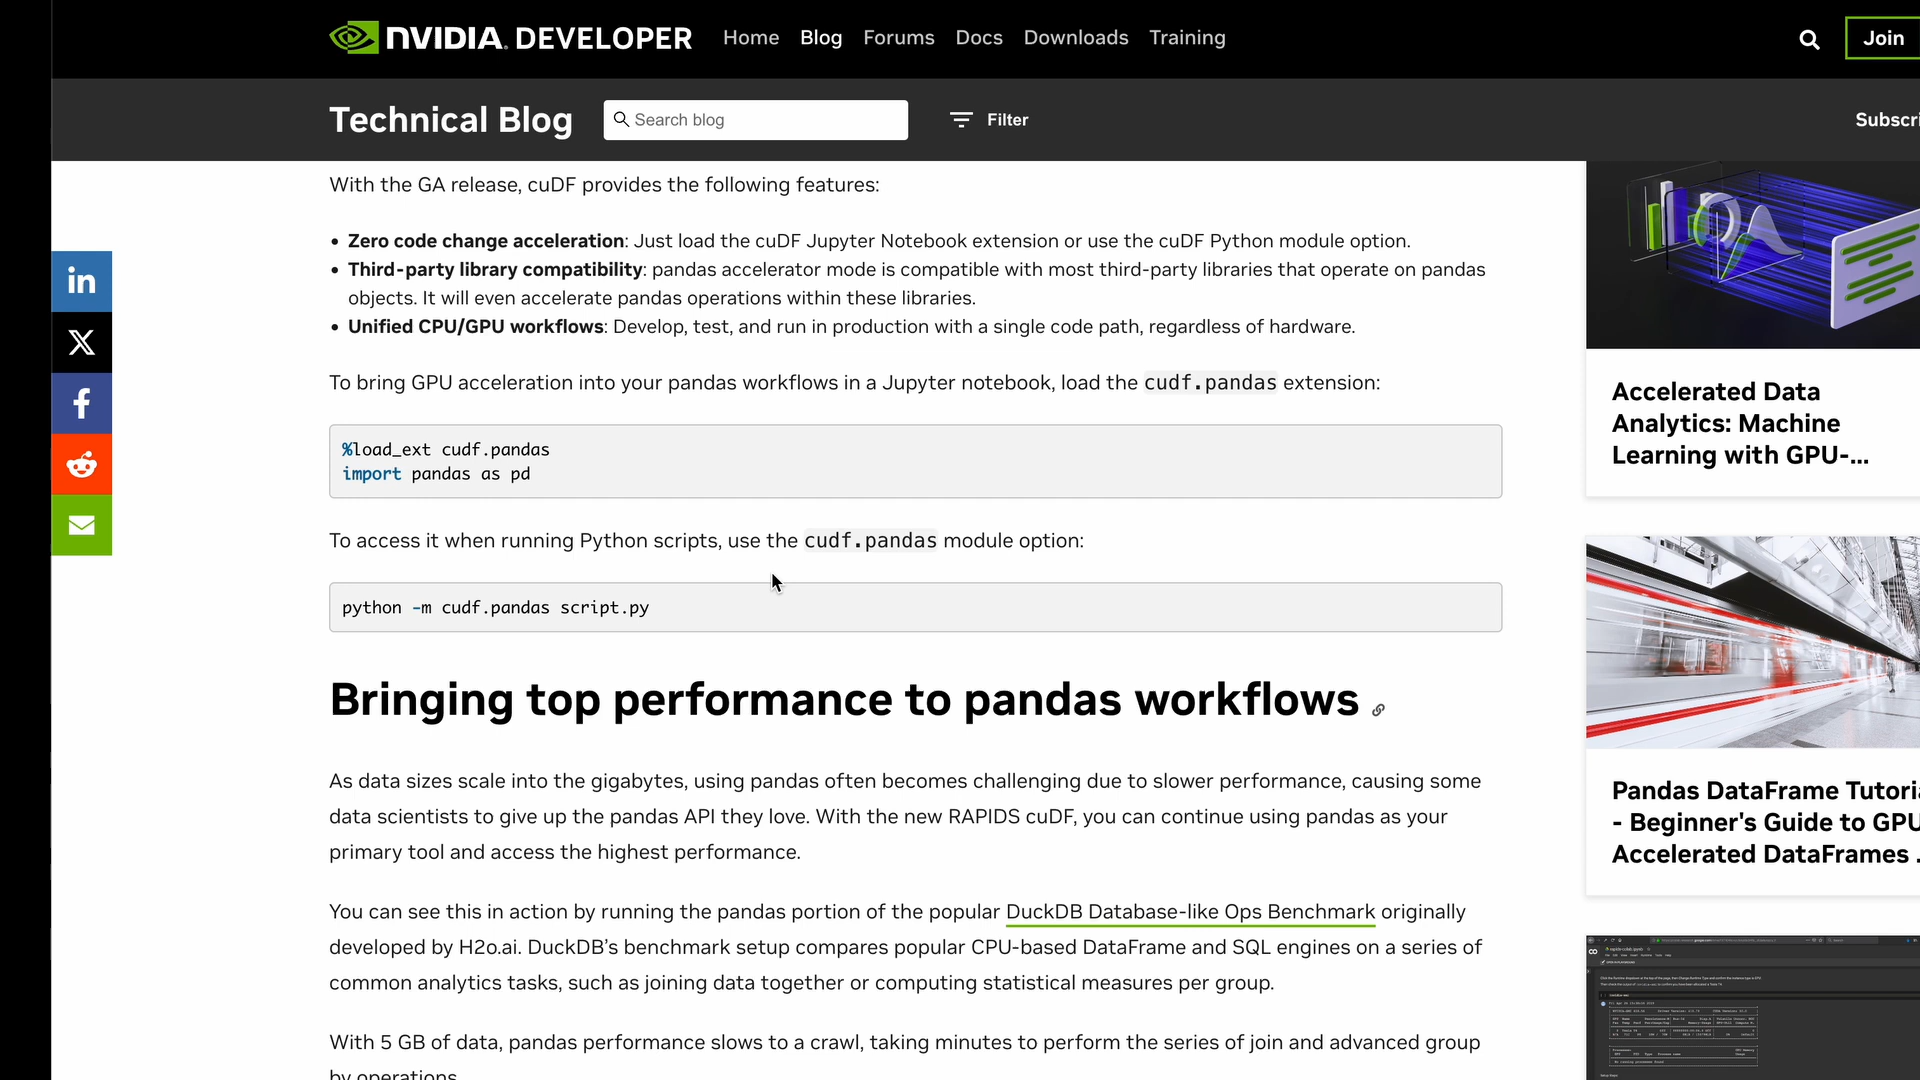 NVIDIA. DEVELOPER Home Blog Forums Docs Downloads Training Join
Technical Blog Search blog Filter Subscri
With the GA release, cuDF provides the following features:
• Zero code change acceleration: Just load the cuDF Jupyter Notebook extension or use the cuDF Python module option.
• Third-party library compatibility: pandas accelerator mode is compatible with most third-party libraries that operate on pandas
objects. It will even accelerate pandas operations within these libraries.
• Unified CPU/GPU workflows: Develop, test, and run in production with a single code path, regardless of hardware.
To bring GPU acceleration into your pandas workflows in a Jupyter notebook, load the cudf.pandas extension:
%load_ext cudf.pandas
import pandas as pd
To access it when running Python scripts, use the cudf.pandas module option:
python -m cudf.pandas script.py
Bringing top performance to pandas workflows
As data sizes scale into the gigabytes, using pandas often becomes challenging due to slower performance, causing some
data scientists to give up the pandas API they love. With the new RAPIDS cuDF, you can continue using pandas as your
primary tool and access the highest performance.
You can see this in action by running the pandas portion of the popular DuckDB Database-like Ops Benchmark originally
developed by H2o.ai. DuckDB’s benchmark setup compares popular CPU-based DataFrame and SQL engines on a series of
common analytics tasks, such as joining data together or computing statistical measures per group.
With 5 GB of data, pandas performance slows to a crawl, taking minutes to perform the series of join and advanced group
by operations.
Accelerated Data
Analytics: Machine
Learning with GPU-...
Pandas DataFrame Tutori
- Beginner's Guide to GPU
Accelerated DataFrames .